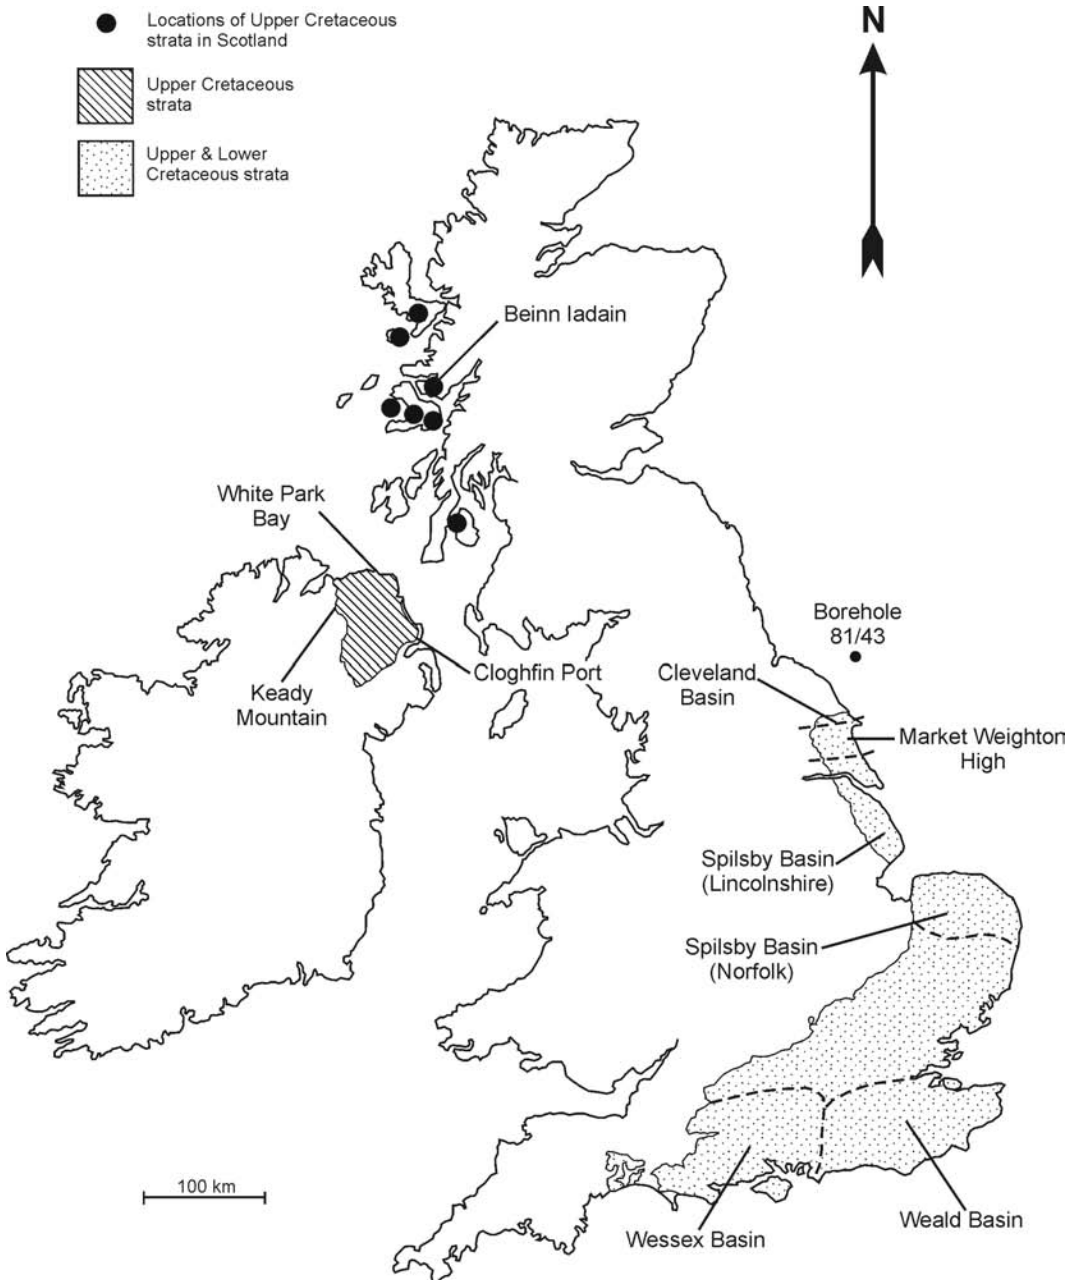 Locations of Upper Cretaceous
strata in Scotland
Upper Cretaceous
strata
Upper & Lower
Cretaceous strata
N
Beinn Iadain
White Park
Bay
Borehole
81/43
Cloghfin Port
Cleveland
Basin
Keady
Mountain
Market Weighton
High
Spilsby Basin
(Lincolnshire)
Spilsby Basin
(Norfolk)
100 km
Weald Basin
Wessex Basin